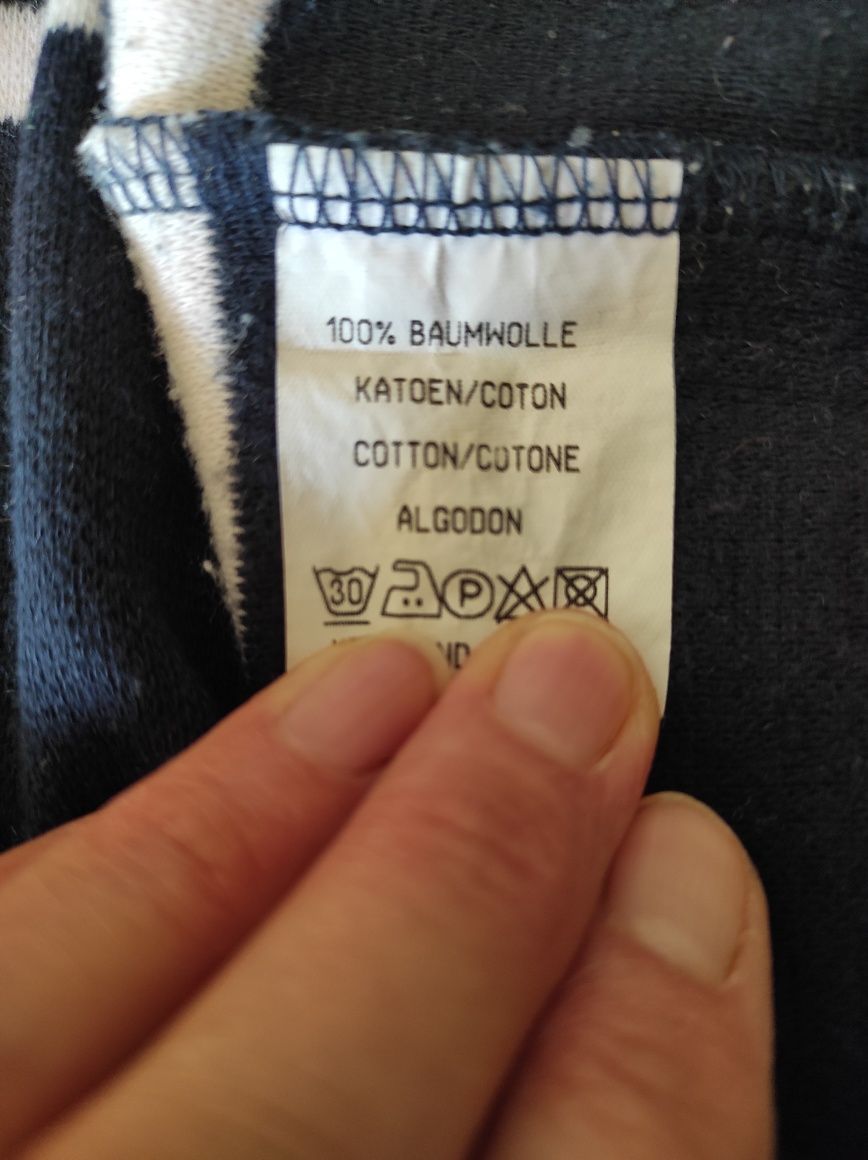 100% BAUMWOLLE
KATOEN/COTON
COTTON/COTONE
ALGODON
30 P